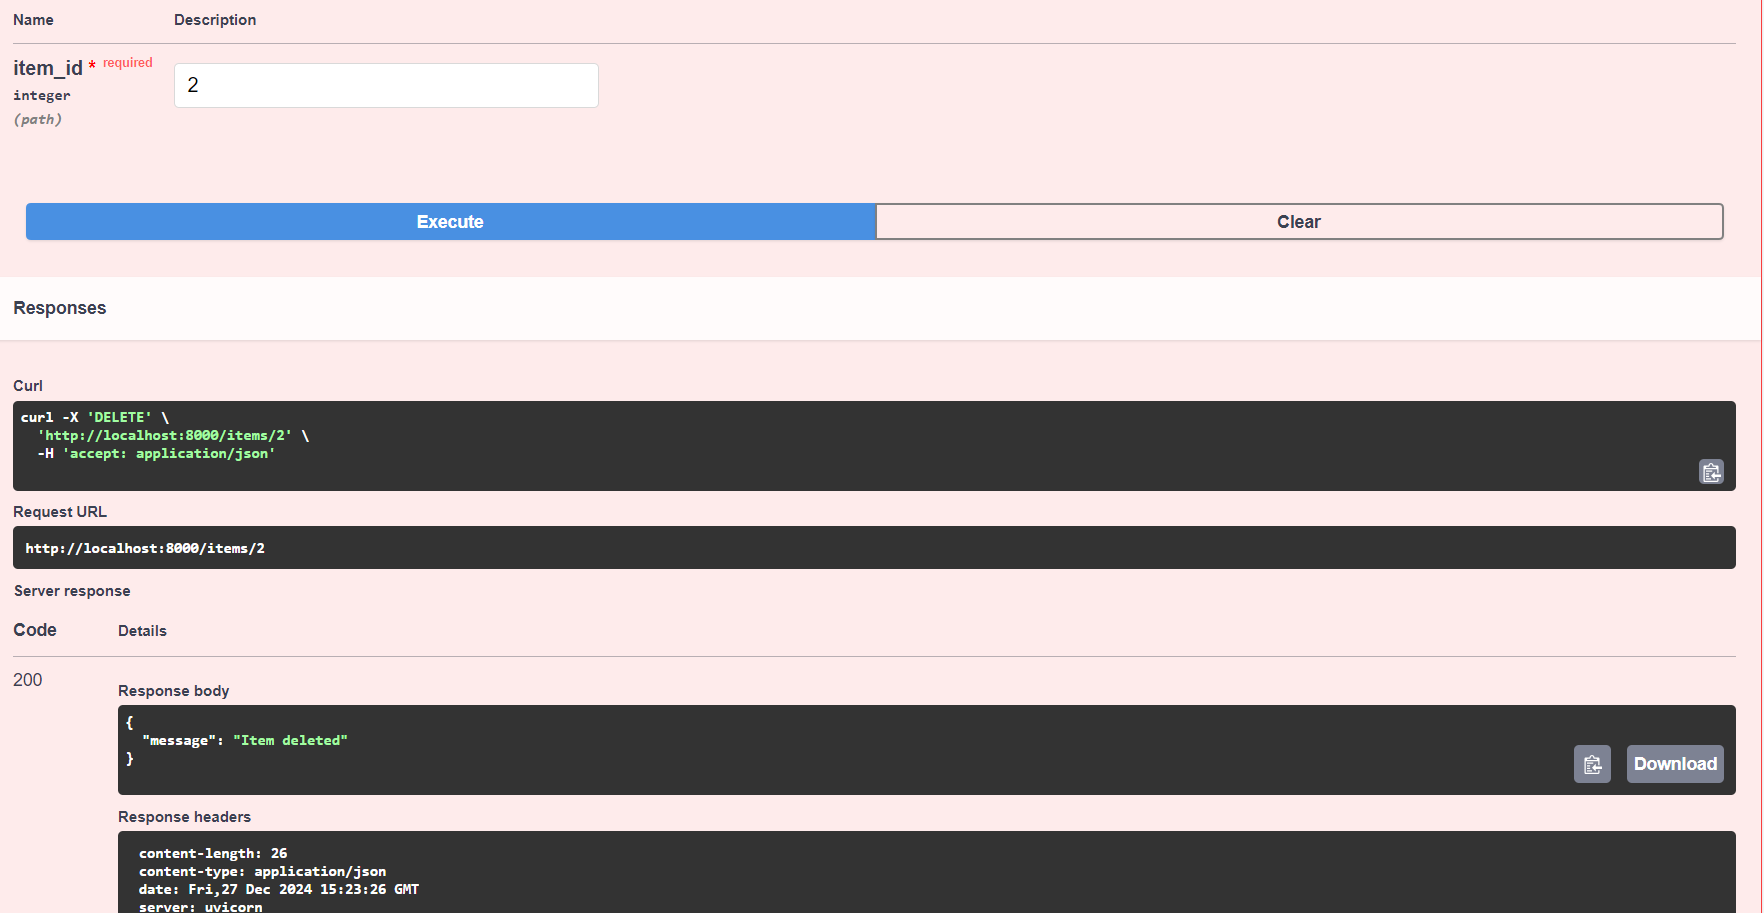 Name Description
item_id * required
integer
(path)
2
Execute Clear
Responses
Curl
curl -X 'DELETE' \
'http://localhost:8000/items/2' \
-H 'accept: application/json'
Request URL
http://localhost:8000/items/2
Server response
Code Details
200
Response body
{
"message": "Item deleted"
}
Download
Response headers
content-length: 26
content-type: application/json
date: Fri,27 Dec 2024 15:23:26 GMT
server: uvicorn